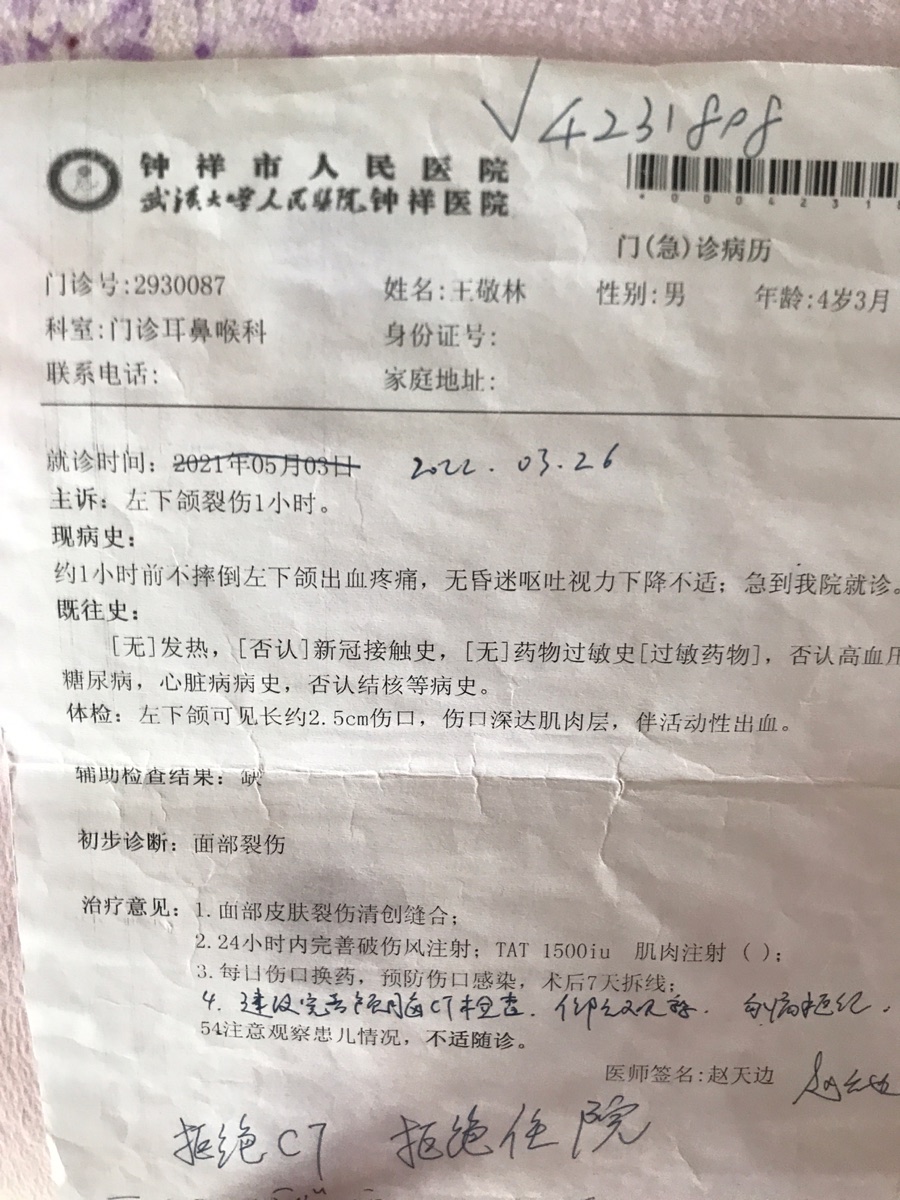 √4231808
钟祥市人民医院
武汉大学人民医院钟祥医院
4 0 0 0 4 2 3 1 8
门(急)诊病历
门诊号:2930087 姓名:王敬林 性别:男 年龄:4岁3月
科室:门诊耳鼻喉科 身份证号:
联系电话: 家庭地址:
就诊时间: 2021年05月03日 2022.03.26
主诉: 左下颌裂伤1小时。
现病史:
约1小时前不摔倒左下颌出血疼痛，无昏迷呕吐视力下降不适；急到我院就诊。
既往史:
[无]发热，[否认]新冠接触史，[无]药物过敏史[过敏药物]，否认高血压
糖尿病，心脏病病史，否认结核等病史。
体检: 左下颌可见长约2.5cm伤口，伤口深达肌肉层，伴活动性出血。
辅助检查结果: 缺
初步诊断: 面部裂伤
治疗意见: 1.面部皮肤裂伤清创缝合；
2.24小时内完善破伤风注射；TAT 1500iu 肌肉注射 ( )；
3.每日伤口换药，预防伤口感染，术后7天拆线；
4.建议完善颌面CT检查.
54注意观察患儿情况，不适随诊。
医师签名:赵天边 赵天边
拒绝CT 拒绝住院